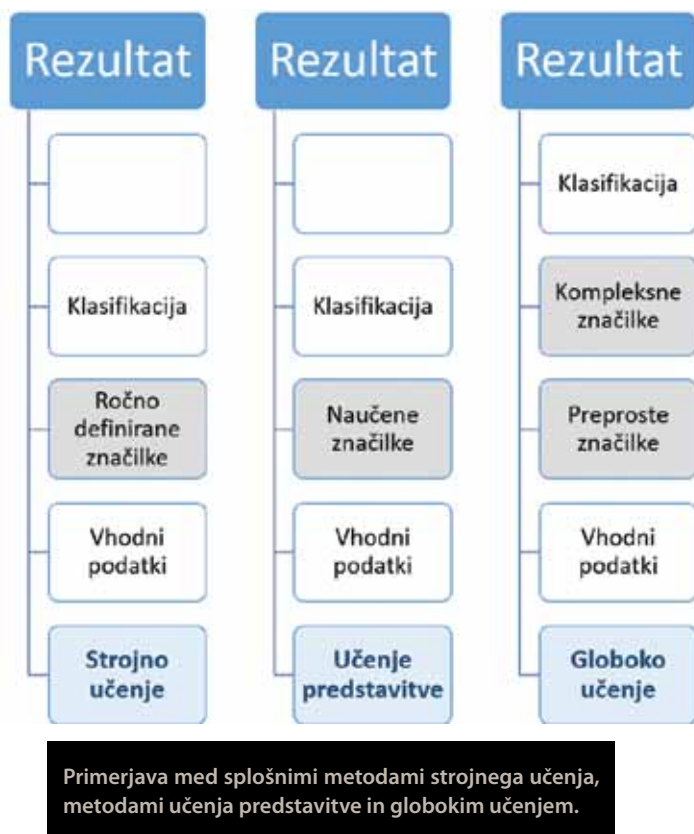 Rezultat
Klasifikacija
Ročno
definirane
značilke
Vhodni
podatki
Strojno
učenje
Rezultat
Klasifikacija
Naučene
značilke
Vhodni
podatki
Učenje
predstavitve
Rezultat
Klasifikacija
Kompleksne
značilke
Preproste
značilke
Vhodni
podatki
Globoko
učenje
Primerjava med splošnimi metodami strojnega učenja,
metodami učenja predstavitve in globokim učenjem.